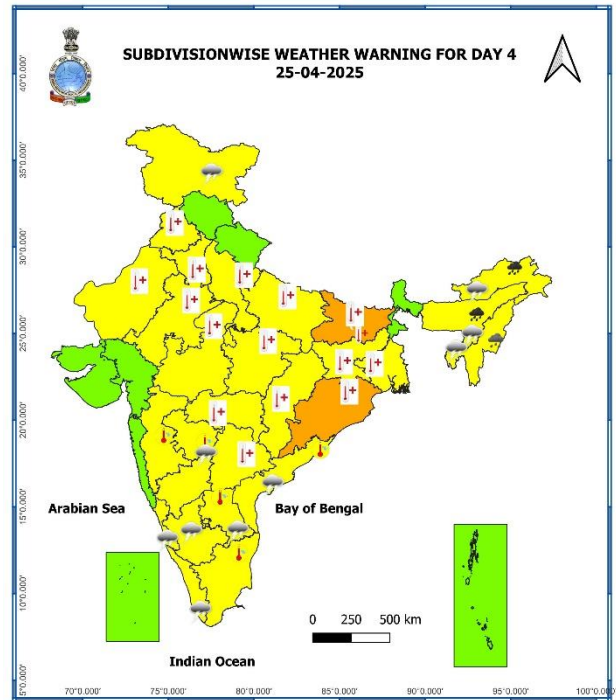 SUBDIVISIONWISE WEATHER WARNING FOR DAY 4
25-04-2025
40°0.000'
35°0.000'
30°0.000'
25°0.000'
20°0.000'
15°0.000'
10°0.000'
5°0.000'
Arabian Sea
Bay of Bengal
0 250 500 km
Indian Ocean
70°0.000' 75°0.000' 80°0.000' 85°0.000' 90°0.000' 95°0.000' 100°0.000'